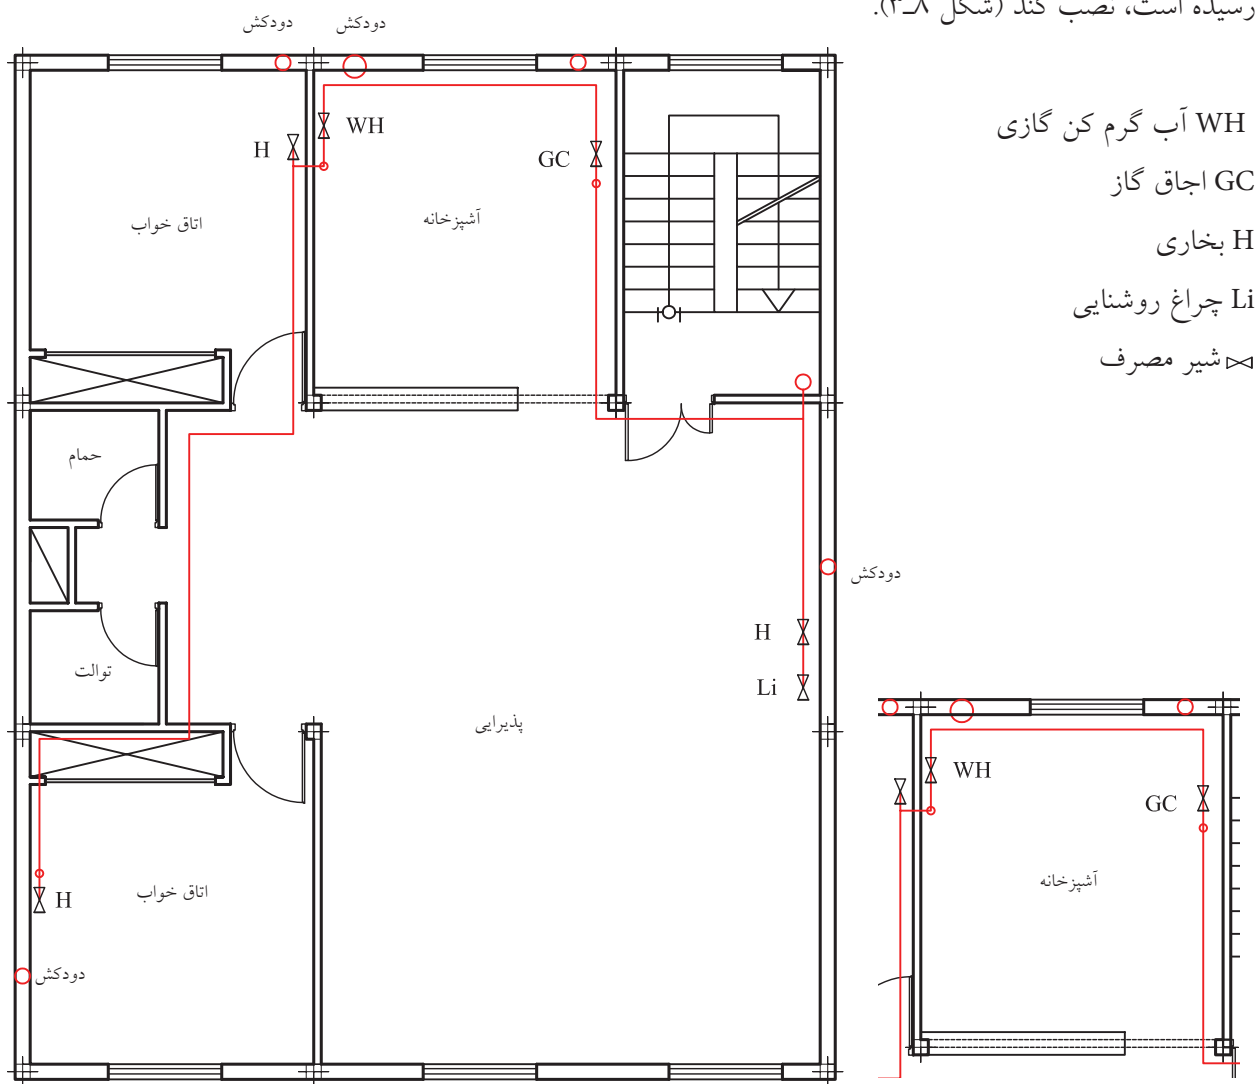 رسیده است، نصب کند (شکل ۸ـ۳).
دودکش
دودکش
WH آب گرم کن گازی
GC اجاق گاز
H بخاری
Li چراغ روشنایی
شیر مصرف
WH
H
GC
اتاق خواب
آشپزخانه
حمام
دودکش
H
توالت
Li
پذیرایی
اتاق خواب
H
دودکش
WH
GC
آشپزخانه